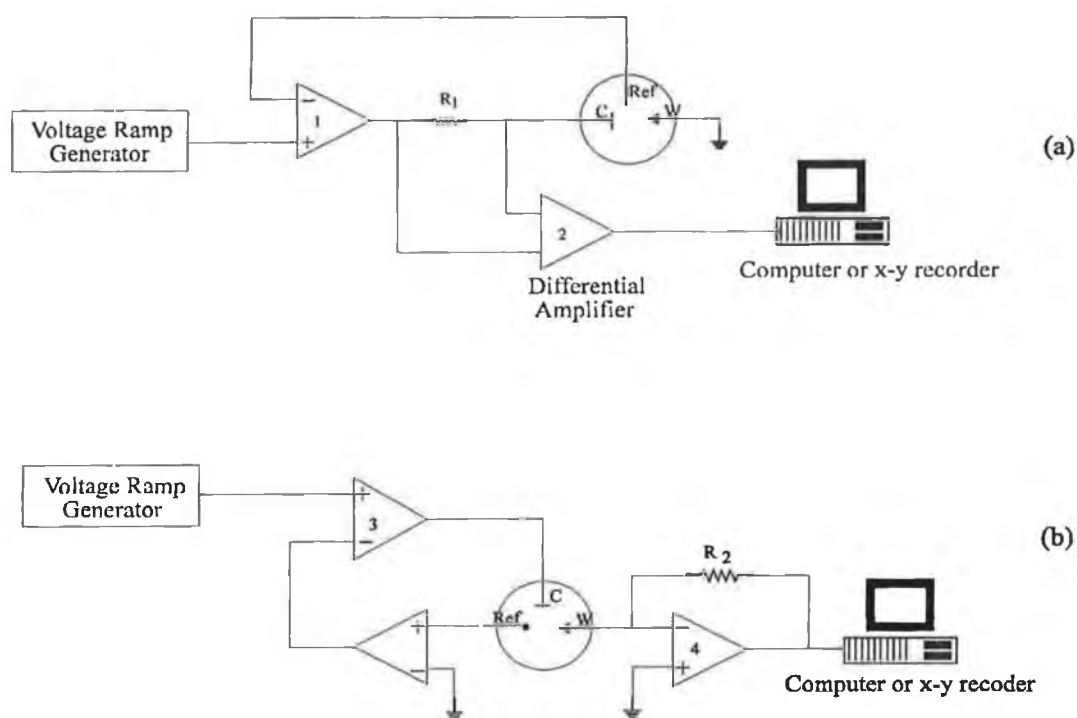 Voltage Ramp
Generator
−
1
+
R1
Ref
C
W
(a)
2
Differential
Amplifier
Computer or x-y recorder
Voltage Ramp
Generator
+
3
−
(b)
R2
C
Ref
W
+
−
−
4
+
Computer or x-y recoder